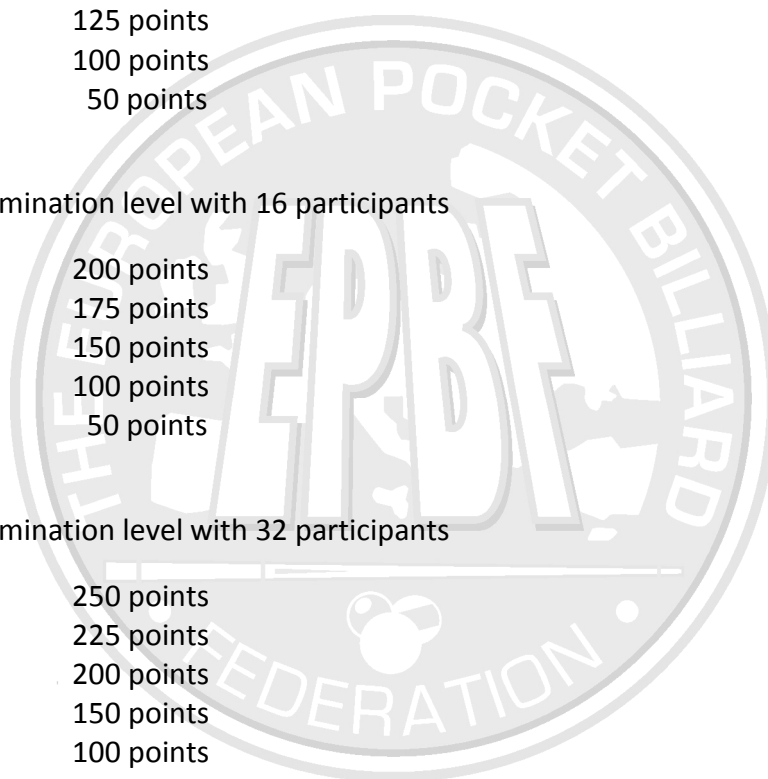 125 points
100 points
50 points
mination level with 16 participants
200 points
175 points
150 points
100 points
50 points
mination level with 32 participants
250 points
225 points
200 points
150 points
100 points
THE EUROPEAN POCKET BILLIARD
EPBF
FEDERATION